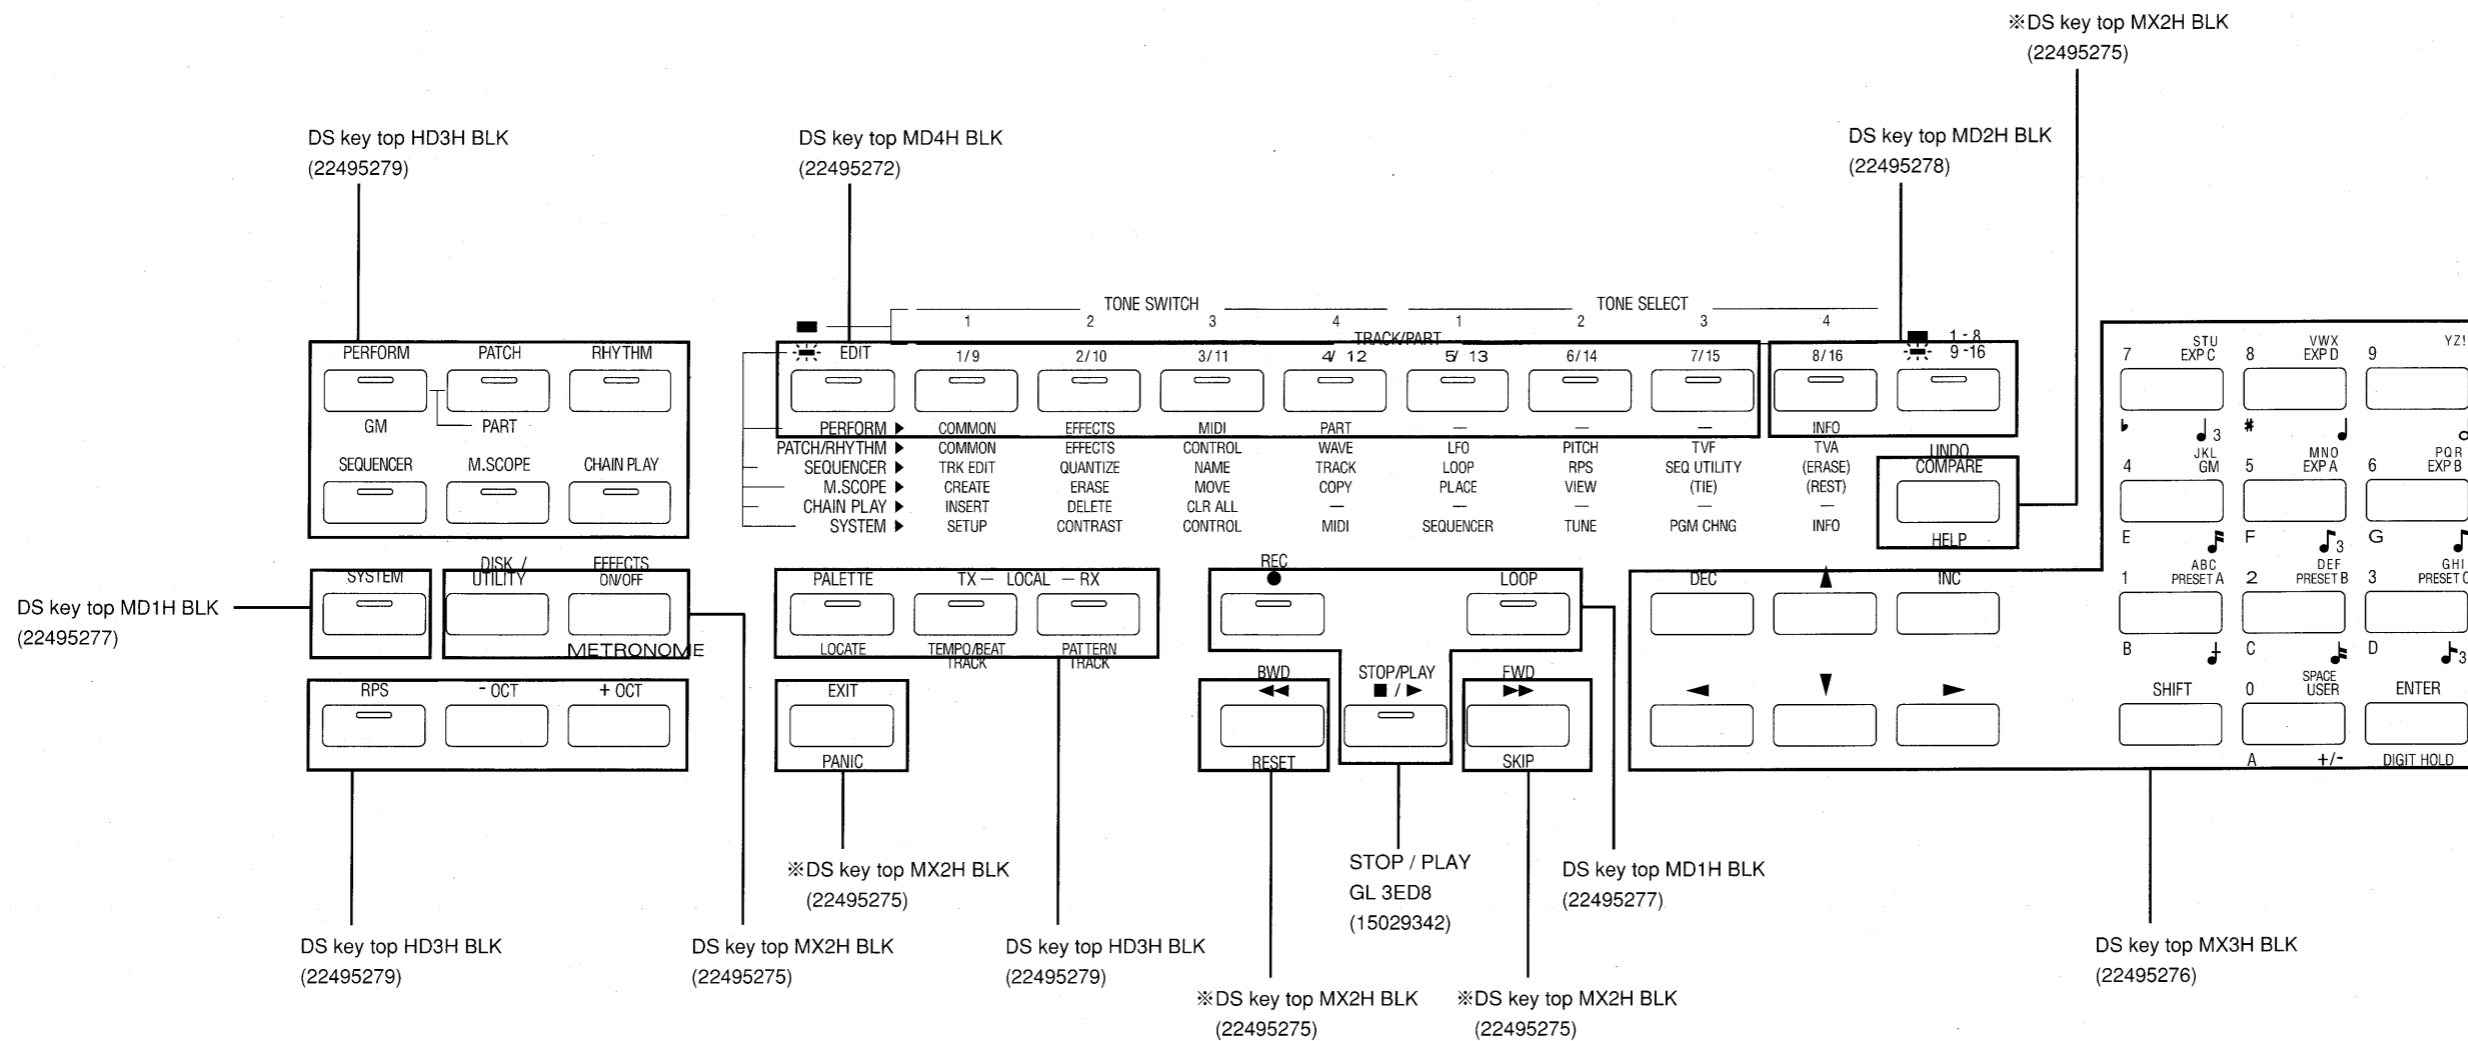 ※DS key top MX2H BLK
(22495275)
DS key top HD3H BLK
(22495279)
DS key top MD4H BLK
(22495272)
DS key top MD2H BLK
(22495278)
TONE SWITCH
TONE SELECT
1 2 3 4 1 2 3 4
TRACK/PART
1 - 8
9 -16
PERFORM PATCH RHYTHM
EDIT 1/9 2/10 3/11 4/ 12 5/ 13 6/14 7/15 8/16
GM PART
SEQUENCER M.SCOPE CHAIN PLAY
PERFORM ▶ COMMON EFFECTS MIDI PART — — — INFO
PATCH/RHYTHM ▶ COMMON EFFECTS CONTROL WAVE LFO PITCH TVF TVA
SEQUENCER ▶ TRK EDIT QUANTIZE NAME TRACK LOOP RPS SEQ UTILITY (ERASE)
M.SCOPE ▶ CREATE ERASE MOVE COPY PLACE VIEW (TIE) (REST)
CHAIN PLAY ▶ INSERT DELETE CLR ALL — — — — —
SYSTEM ▶ SETUP CONTRAST CONTROL MIDI SEQUENCER TUNE PGM CHNG INFO
UNDO
COMPARE
HELP
STU VWX YZ!
7 EXP C 8 EXP D 9
♭ ♩3 # ♩
JKL MNO PQR
4 GM 5 EXP A 6 EXP B
E F 3 G
ABC DEF GHI
1 PRESET A 2 PRESET B 3 PRESET C
B C D 3
SPACE
SHIFT 0 USER ENTER
A +/- DIGIT HOLD
DS key top MD1H BLK
(22495277)
SYSTEM
DISK /
UTILITY
EFFECTS
ON/OFF
METRONOME
PALETTE TX — LOCAL — RX
LOCATE TEMPO/BEAT TRACK PATTERN TRACK
REC
●
LOOP
DEC ▲ INC
RPS - OCT + OCT
EXIT
PANIC
BWD
◀◀
RESET
STOP/PLAY
■ / ▶
FWD
▶▶
SKIP
◀ ▼ ▶
※DS key top MX2H BLK
(22495275)
STOP / PLAY
GL 3ED8
(15029342)
DS key top MD1H BLK
(22495277)
DS key top HD3H BLK
(22495279)
DS key top MX2H BLK
(22495275)
DS key top HD3H BLK
(22495279)
DS key top MX3H BLK
(22495276)
※DS key top MX2H BLK
(22495275)
※DS key top MX2H BLK
(22495275)